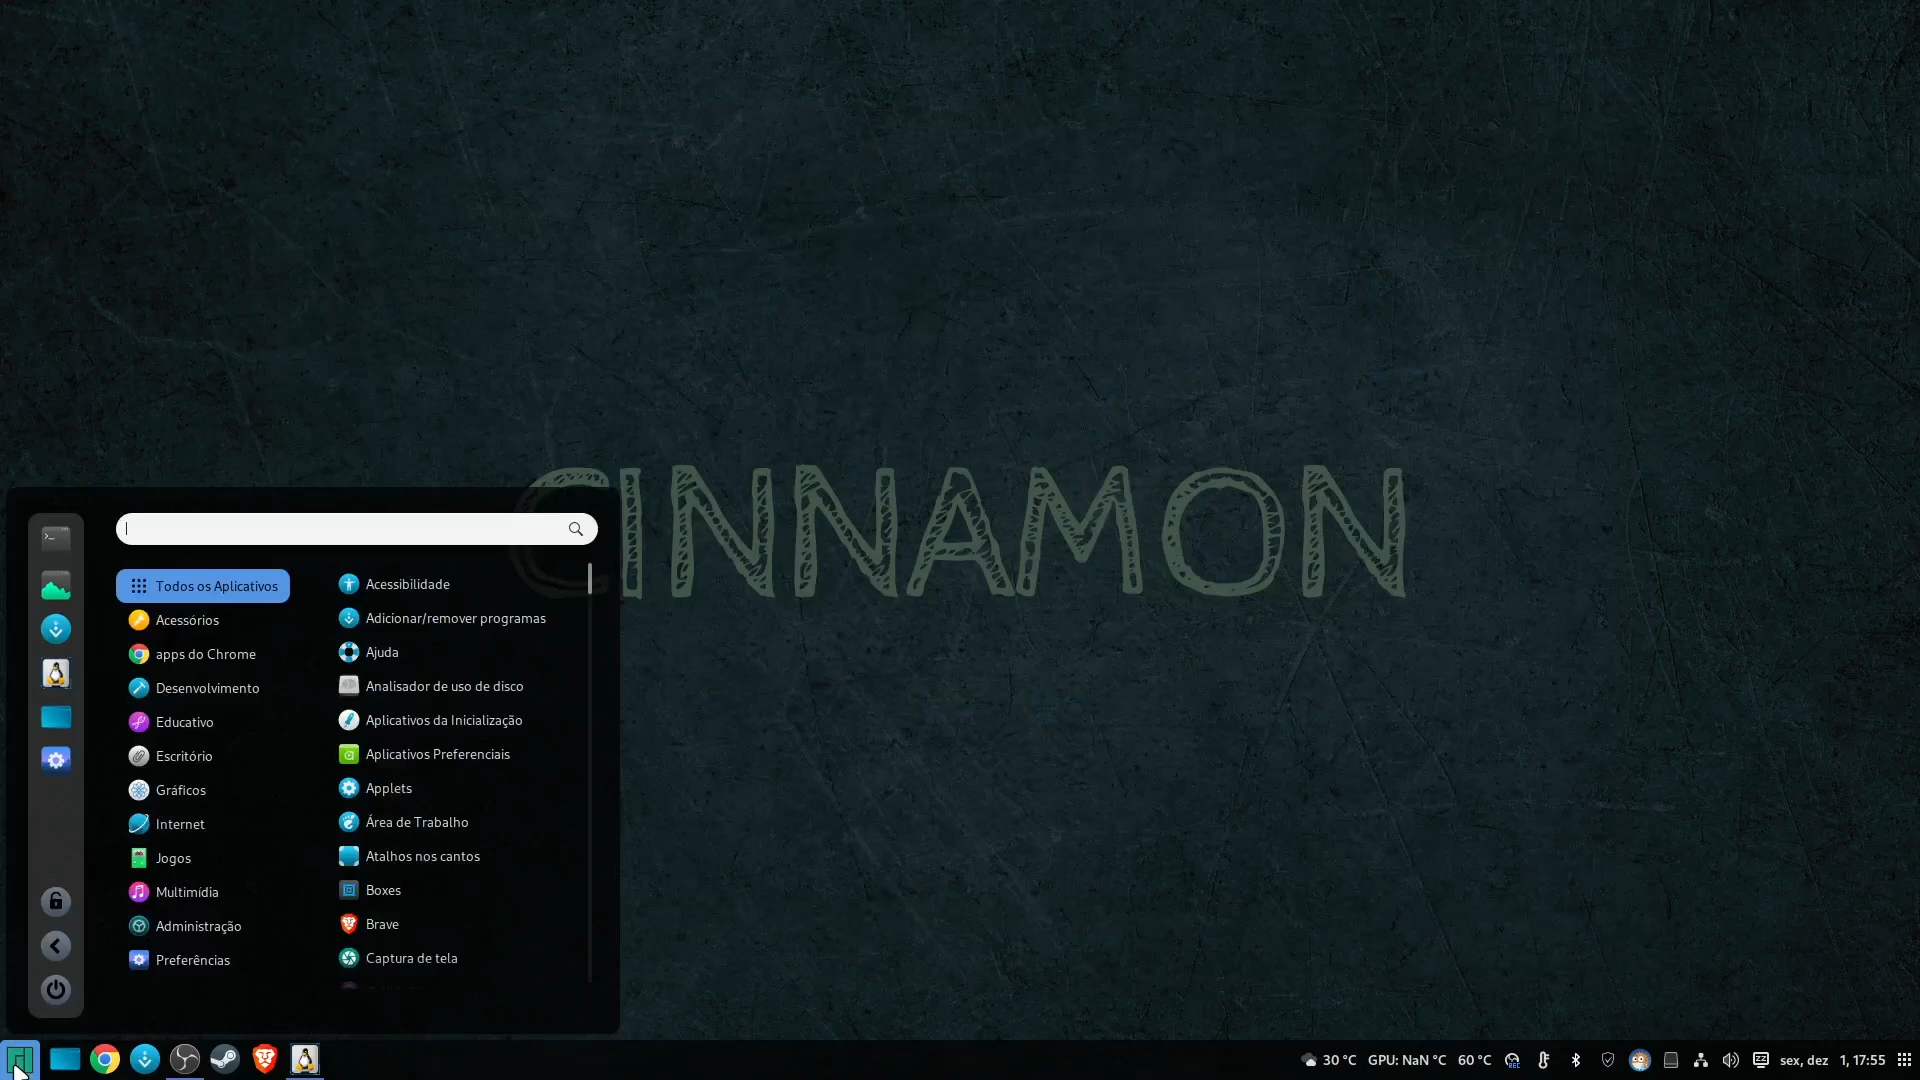 CINNAMON
Todos os Aplicativos
Acessórios
apps do Chrome
Desenvolvimento
Educativo
Escritório
Gráficos
Internet
Jogos
Multimídia
Administração
Preferências
Acessibilidade
Adicionar/remover programas
Ajuda
Analisador de uso de disco
Aplicativos da Inicialização
Aplicativos Preferenciais
Applets
Área de Trabalho
Atalhos nos cantos
Boxes
Brave
Captura de tela
30 °C GPU: NaN °C 60 °C REC sex, dez 1, 17:55